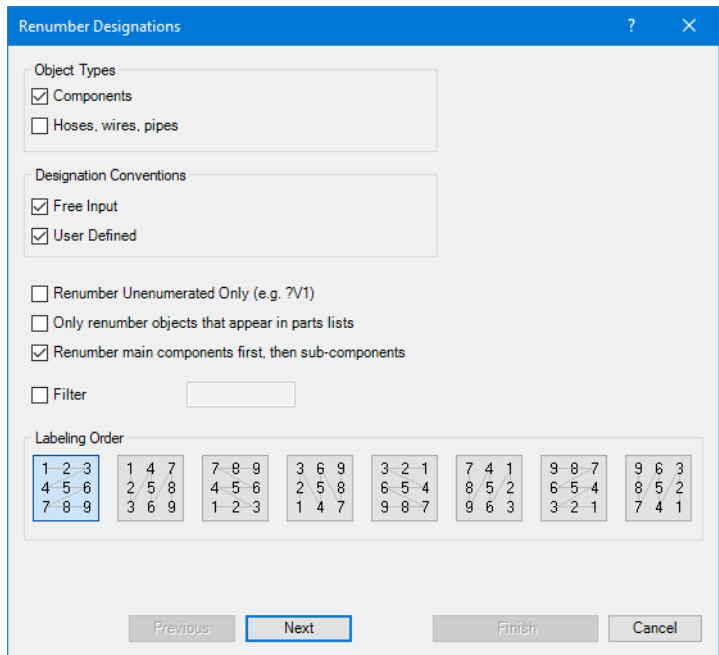 Renumber Designations ?
Object Types
Components
Hoses, wires, pipes
Designation Conventions
Free Input
User Defined
Renumber Unenumerated Only (e.g. ?V1)
Only renumber objects that appear in parts lists
Renumber main components first, then sub-components
Filter
Labeling Order
1 2 3 1 4 7 7 8 9 3 6 9 3 2 1 7 4 1 9 8 7 9 6 3
4 5 6 2 5 8 4 5 6 2 5 8 6 5 4 8 5 2 6 5 4 8 5 2
7 8 9 3 6 9 1 2 3 1 4 7 9 8 7 9 6 3 3 2 1 7 4 1
Previous Next Finish Cancel